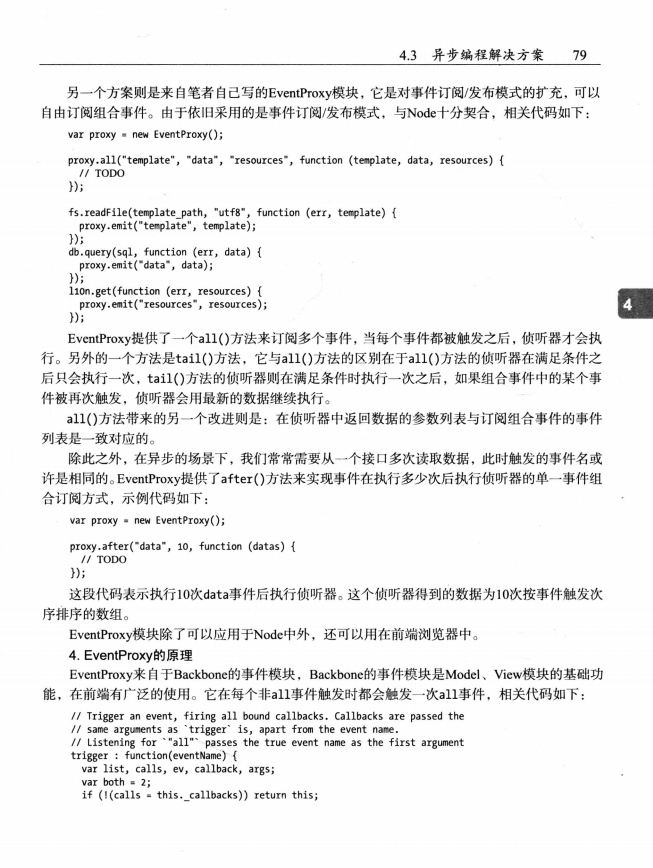 4.3 异步编程解决方案 79
另一个方案则是来自笔者自己写的EventProxy模块，它是对事件订阅/发布模式的扩充，可以
自由订阅组合事件。由于依旧采用的是事件订阅/发布模式，与Node十分契合，相关代码如下：
var proxy = new EventProxy();
proxy.all("template", "data", "resources", function (template, data, resources) {
// TODO
});
fs.readFile(template_path, "utf8", function (err, template) {
proxy.emit("template", template);
});
db.query(sql, function (err, data) {
proxy.emit("data", data);
});
l10n.get(function (err, resources) {
proxy.emit("resources", resources);
});
4
EventProxy提供了一个all()方法来订阅多个事件，当每个事件都被触发之后，侦听器才会执
行。另外的一个方法是tail()方法，它与all()方法的区别在于all()方法的侦听器在满足条件之
后只会执行一次，tail()方法的侦听器则在满足条件时执行一次之后，如果组合事件中的某个事
件被再次触发，侦听器会用最新的数据继续执行。
all()方法带来的另一个改进则是：在侦听器中返回数据的参数列表与订阅组合事件的事件
列表是一致对应的。
除此之外，在异步的场景下，我们常常需要从一个接口多次读取数据，此时触发的事件名或
许是相同的。EventProxy提供了after()方法来实现事件在执行多少次后执行侦听器的单一事件组
合订阅方式，示例代码如下：
var proxy = new EventProxy();
proxy.after("data", 10, function (datas) {
// TODO
});
这段代码表示执行10次data事件后执行侦听器。这个侦听器得到的数据为10次按事件触发次
序排序的数组。
EventProxy模块除了可以应用于Node中外，还可以用在前端浏览器中。
4. EventProxy的原理
EventProxy来自于Backbone的事件模块，Backbone的事件模块是Model、View模块的基础功
能，在前端有广泛的使用。它在每个非all事件触发时都会触发一次all事件，相关代码如下：
// Trigger an event, firing all bound callbacks. Callbacks are passed the
// same arguments as `trigger` is, apart from the event name.
// Listening for `"all"` passes the true event name as the first argument
trigger : function(eventName) {
var list, calls, ev, callback, args;
var both = 2;
if (!(calls = this._callbacks)) return this;